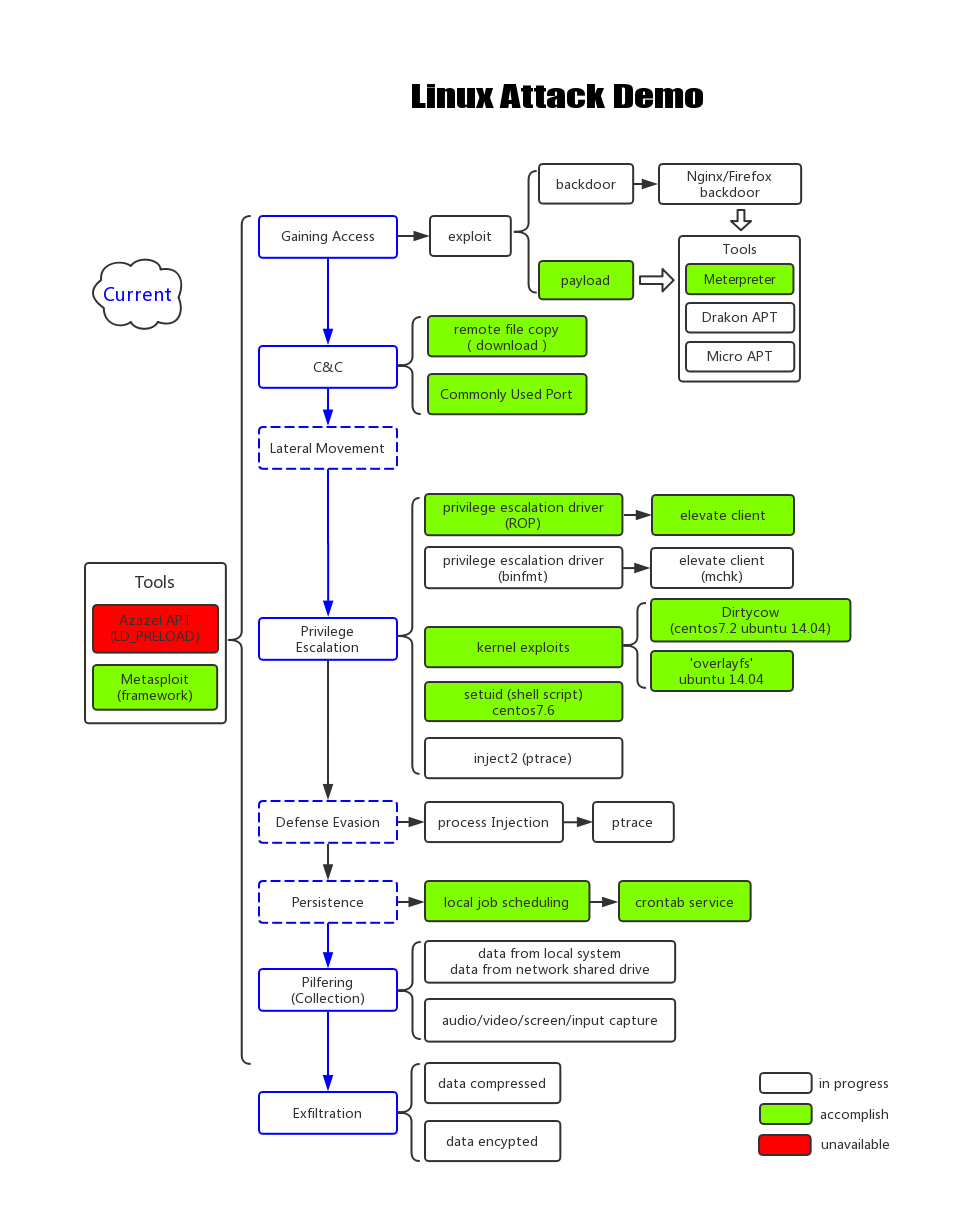 Linux Attack Demo
Current
Tools
Azazel APT
(LD_PRELOAD)
Metasploit
(framework)
Gaining Access
exploit
backdoor
Nginx/Firefox
backdoor
payload
Tools
Meterpreter
Drakon APT
Micro APT
C&C
remote file copy
( download )
Commonly Used Port
Lateral Movement
Privilege
Escalation
privilege escalation driver
(ROP)
elevate client
privilege escalation driver
(binfmt)
elevate client
(mchk)
kernel exploits
Dirtycow
(centos7.2 ubuntu 14.04)
'overlayfs'
ubuntu 14.04
setuid (shell script)
centos7.6
inject2 (ptrace)
Defense Evasion
process Injection
ptrace
Persistence
local job scheduling
crontab service
Pilfering
(Collection)
data from local system
data from network shared drive
audio/video/screen/input capture
Exfiltration
data compressed
data encypted
in progress
accomplish
unavailable